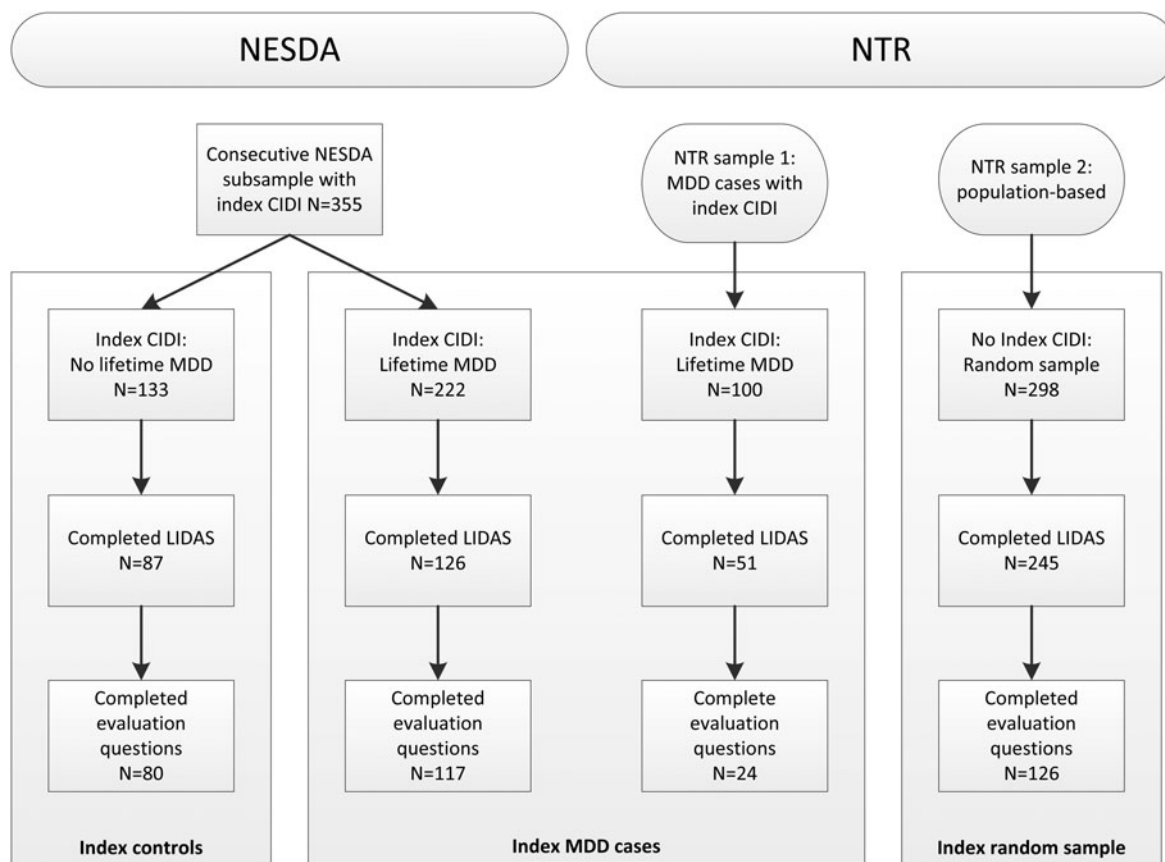 NESDA
NTR
Consecutive NESDA
subsample with
index CIDI N=355
NTR sample 1:
MDD cases with
index CIDI
NTR sample 2:
population-based
Index CIDI:
No lifetime MDD
N=133
Index CIDI:
Lifetime MDD
N=222
Index CIDI:
Lifetime MDD
N=100
No Index CIDI:
Random sample
N=298
Completed LIDAS
N=87
Completed LIDAS
N=126
Completed LIDAS
N=51
Completed LIDAS
N=245
Completed
evaluation
questions
N=80
Completed
evaluation
questions
N=117
Complete
evaluation
questions
N=24
Completed
evaluation
questions
N=126
Index controls
Index MDD cases
Index random sample